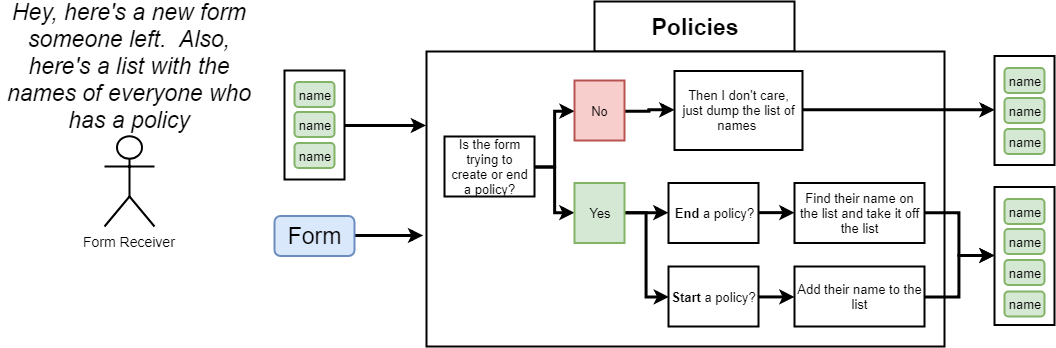 Hey, here's a new form
someone left.  Also,
here's a list with the
names of everyone who
has a policy
Form Receiver
name
name
name
Form
Policies
Is the form
trying to
create or end
a policy?
No
Then I don't care,
just dump the list of
names
Yes
End a policy?
Find their name on
the list and take it off
the list
Start a policy?
Add their name to the
list
name
name
name
name
name
name
name